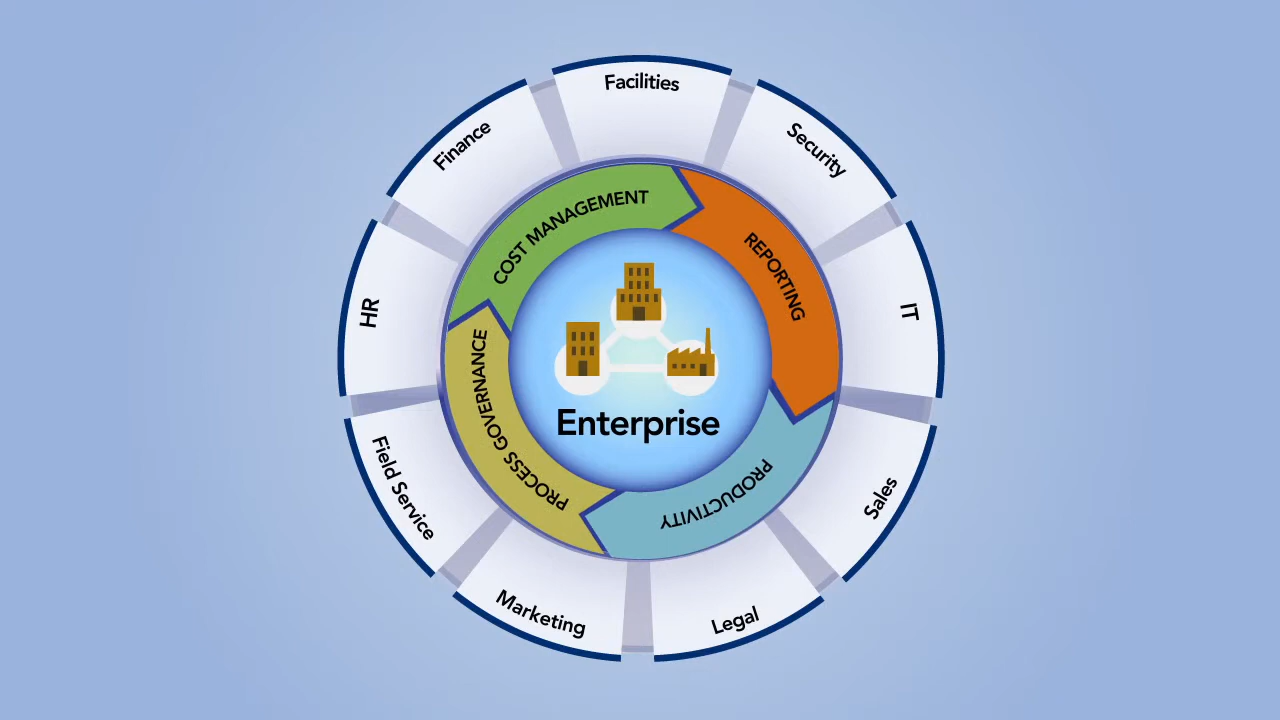 Facilities
Security
IT
Sales
Legal
Marketing
Field Service
HR
Finance
COST MANAGEMENT
REPORTING
PRODUCTIVITY
PROCESS GOVERNANCE
Enterprise